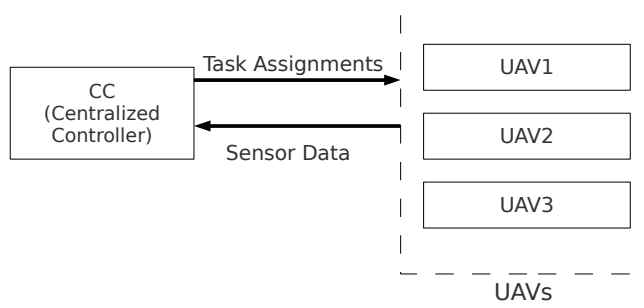 Task Assignments
CC
(Centralized
Controller)
Sensor Data
UAV1
UAV2
UAV3
UAVs